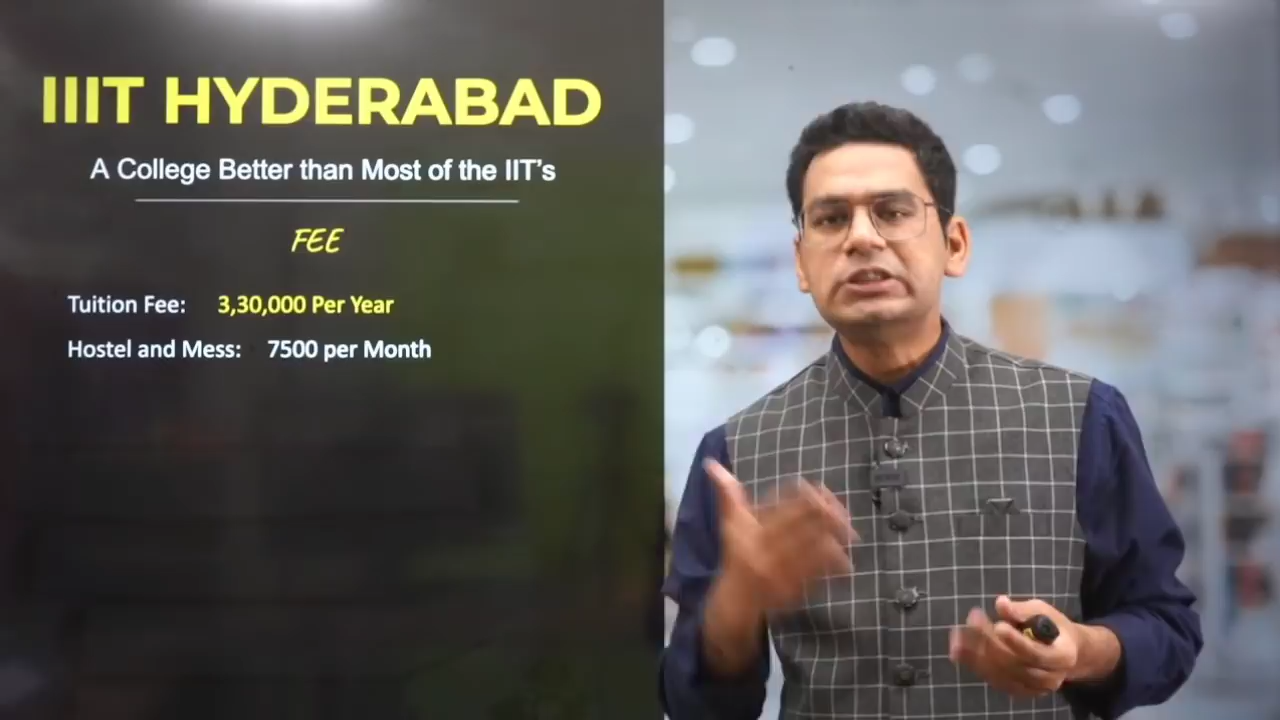 IIIT HYDERABAD
A College Better than Most of the IIT's
FEE
Tuition Fee: 3,30,000 Per Year
Hostel and Mess: 7500 per Month